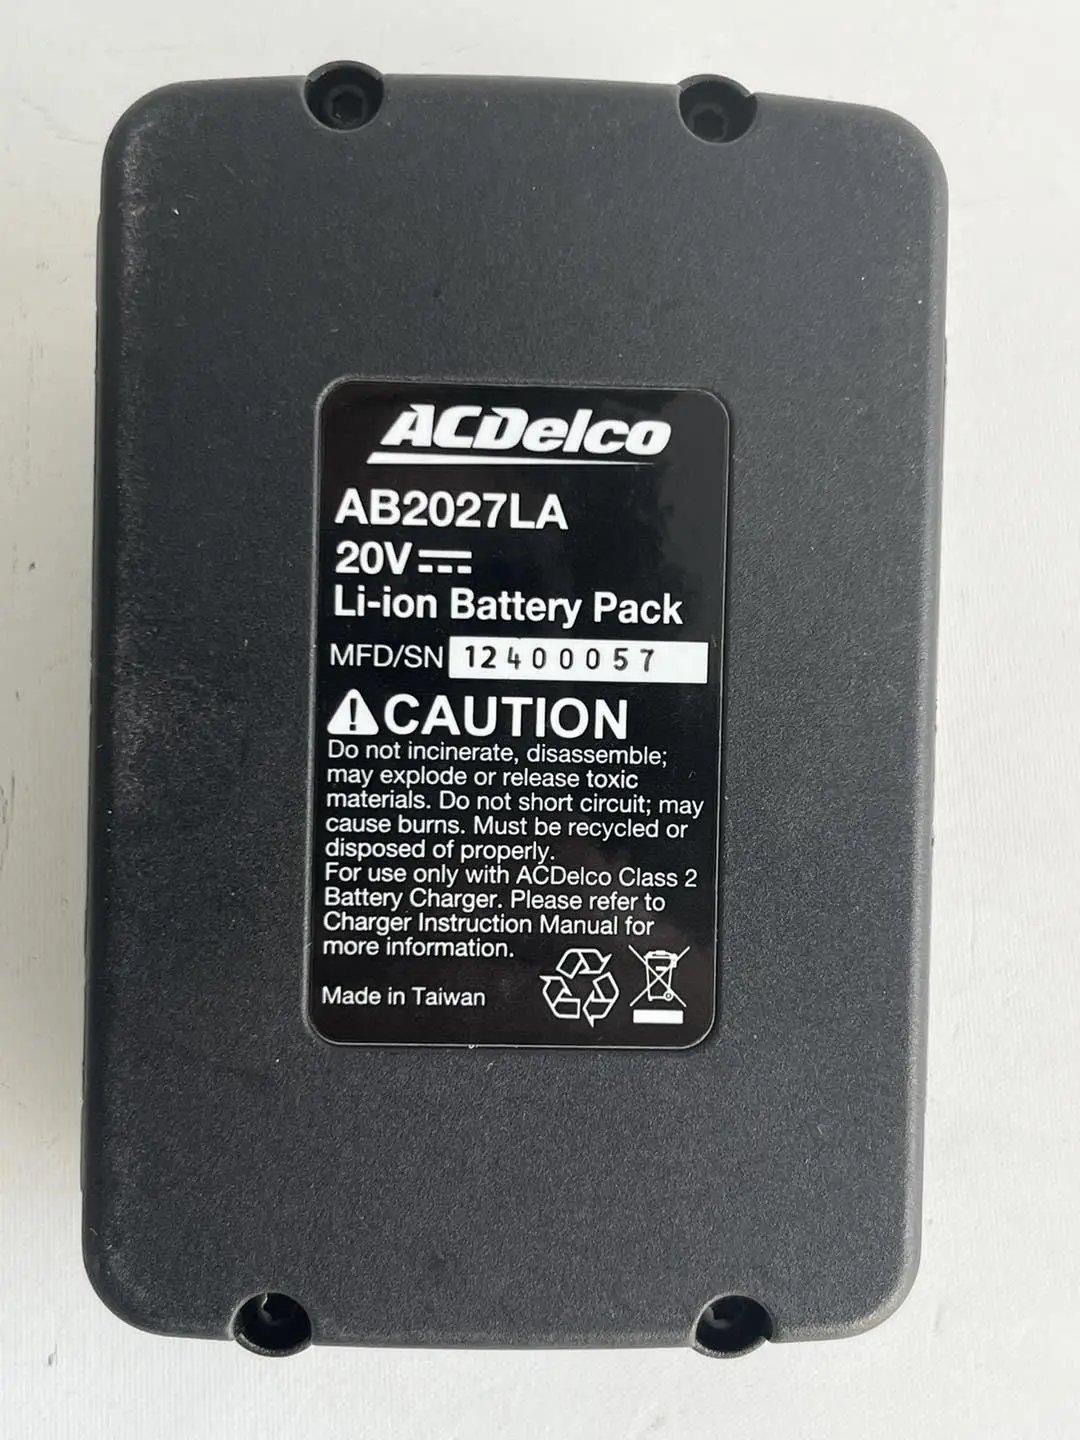 ACDelco
AB2027LA
20V⎓
Li-ion Battery Pack
MFD/SN 12400057
⚠CAUTION
Do not incinerate, disassemble;
may explode or release toxic
materials. Do not short circuit; may
cause burns. Must be recycled or
disposed of properly.
For use only with ACDelco Class 2
Battery Charger. Please refer to
Charger Instruction Manual for
more information.
Made in Taiwan